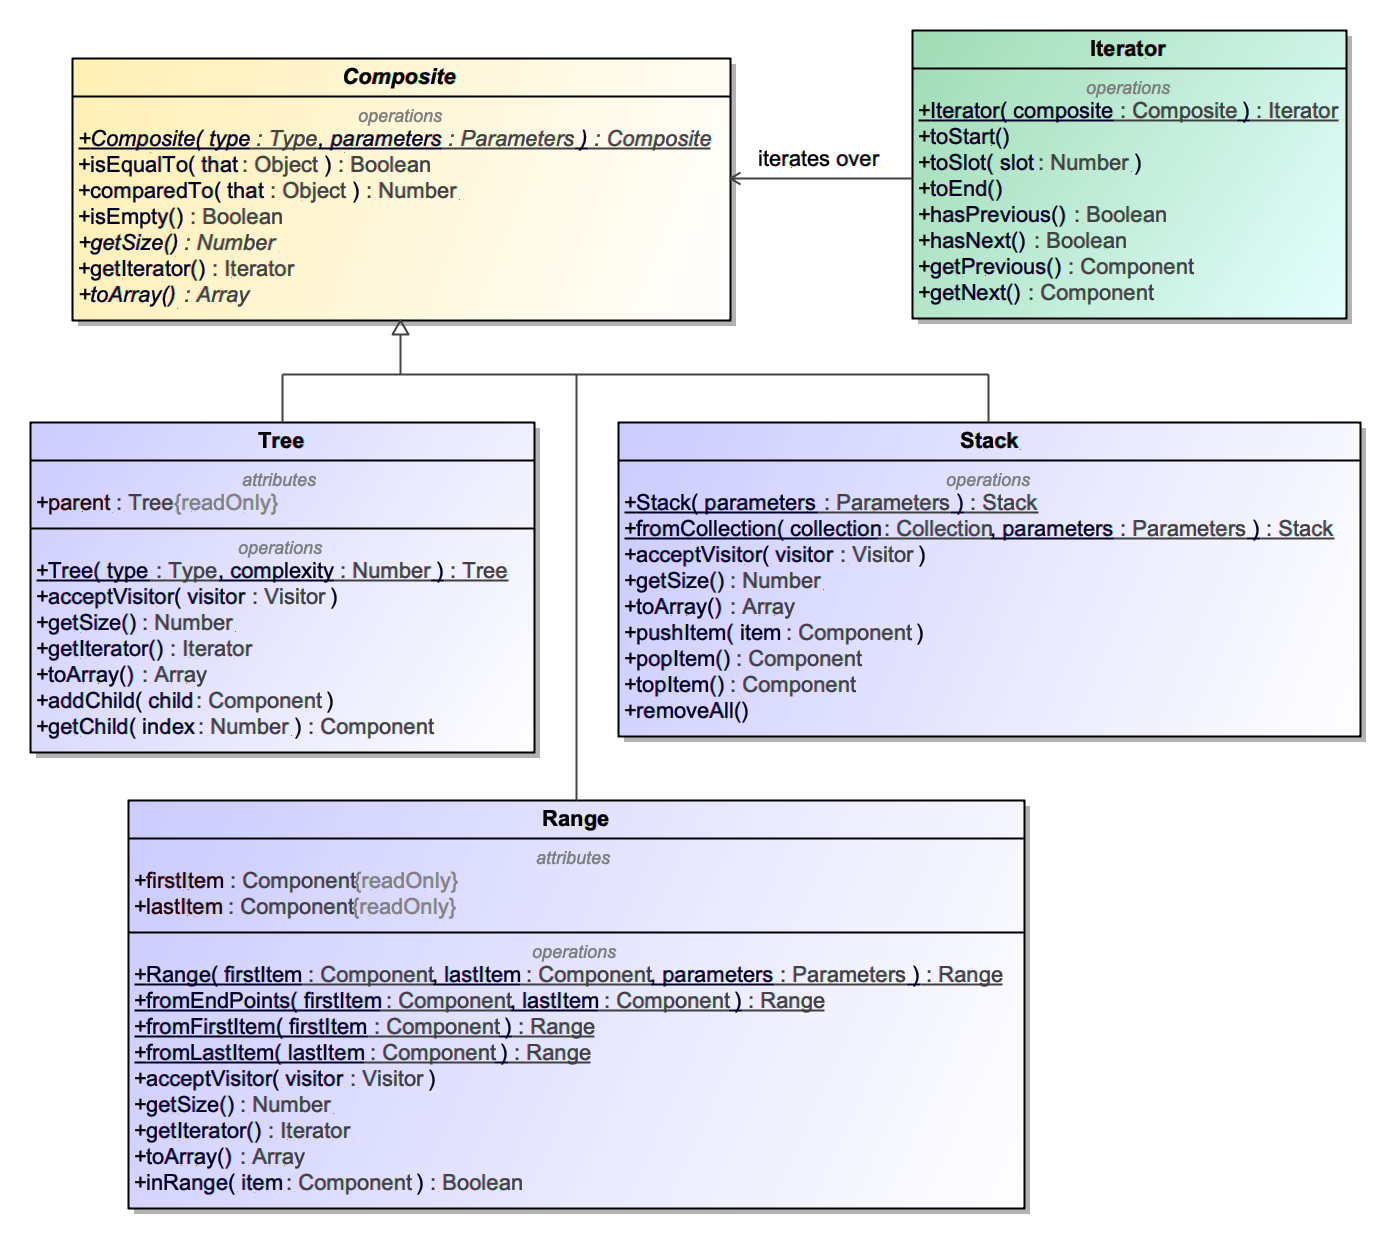 Composite
operations
+Composite( type : Type, parameters : Parameters ) : Composite
+isEqualTo( that : Object ) : Boolean
+comparedTo( that : Object ) : Number
+isEmpty() : Boolean
+getSize() : Number
+getIterator() : Iterator
+toArray() : Array
iterates over
Iterator
operations
+Iterator( composite : Composite ) : Iterator
+toStart()
+toSlot( slot : Number )
+toEnd()
+hasPrevious() : Boolean
+hasNext() : Boolean
+getPrevious() : Component
+getNext() : Component
Tree
attributes
+parent : Tree{readOnly}
operations
+Tree( type : Type, complexity : Number ) : Tree
+acceptVisitor( visitor : Visitor )
+getSize() : Number
+getIterator() : Iterator
+toArray() : Array
+addChild( child : Component )
+getChild( index : Number ) : Component
Stack
operations
+Stack( parameters : Parameters ) : Stack
+fromCollection( collection : Collection, parameters : Parameters ) : Stack
+acceptVisitor( visitor : Visitor )
+getSize() : Number
+toArray() : Array
+pushItem( item : Component )
+popItem() : Component
+topItem() : Component
+removeAll()
Range
attributes
+firstItem : Component{readOnly}
+lastItem : Component{readOnly}
operations
+Range( firstItem : Component, lastItem : Component, parameters : Parameters ) : Range
+fromEndPoints( firstItem : Component, lastItem : Component ) : Range
+fromFirstItem( firstItem : Component ) : Range
+fromLastItem( lastItem : Component ) : Range
+acceptVisitor( visitor : Visitor )
+getSize() : Number
+getIterator() : Iterator
+toArray() : Array
+inRange( item : Component ) : Boolean